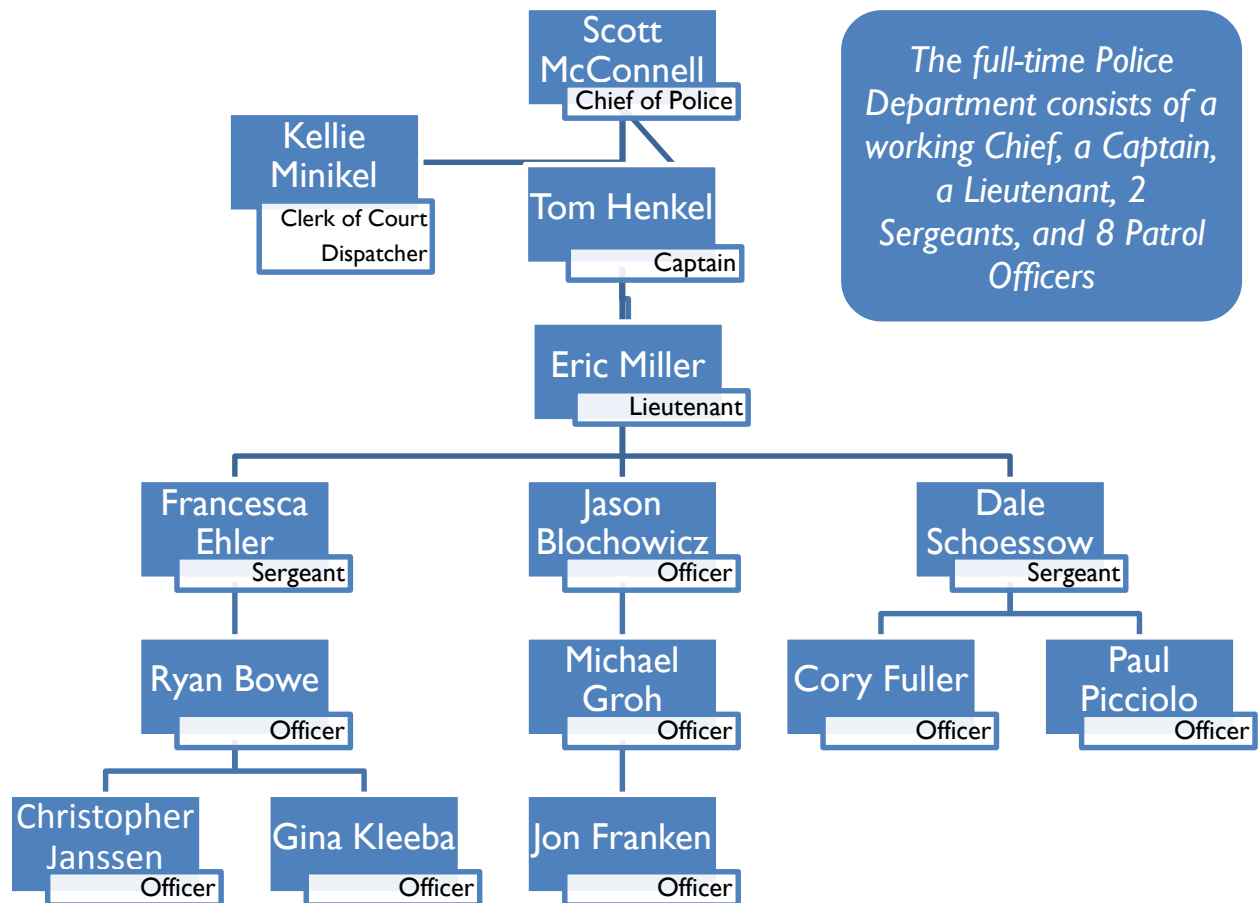 Scott
McConnell
Chief of Police
The full-time Police
Department consists of a
working Chief, a Captain,
a Lieutenant, 2
Sergeants, and 8 Patrol
Officers
Kellie
Minikel
Clerk of Court
Dispatcher
Tom Henkel
Captain
Eric Miller
Lieutenant
Francesca
Ehler
Sergeant
Jason
Blochowicz
Officer
Dale
Schoessow
Sergeant
Ryan Bowe
Officer
Michael
Groh
Officer
Cory Fuller
Officer
Paul
Picciolo
Officer
Christopher
Janssen
Officer
Gina Kleeba
Officer
Jon Franken
Officer